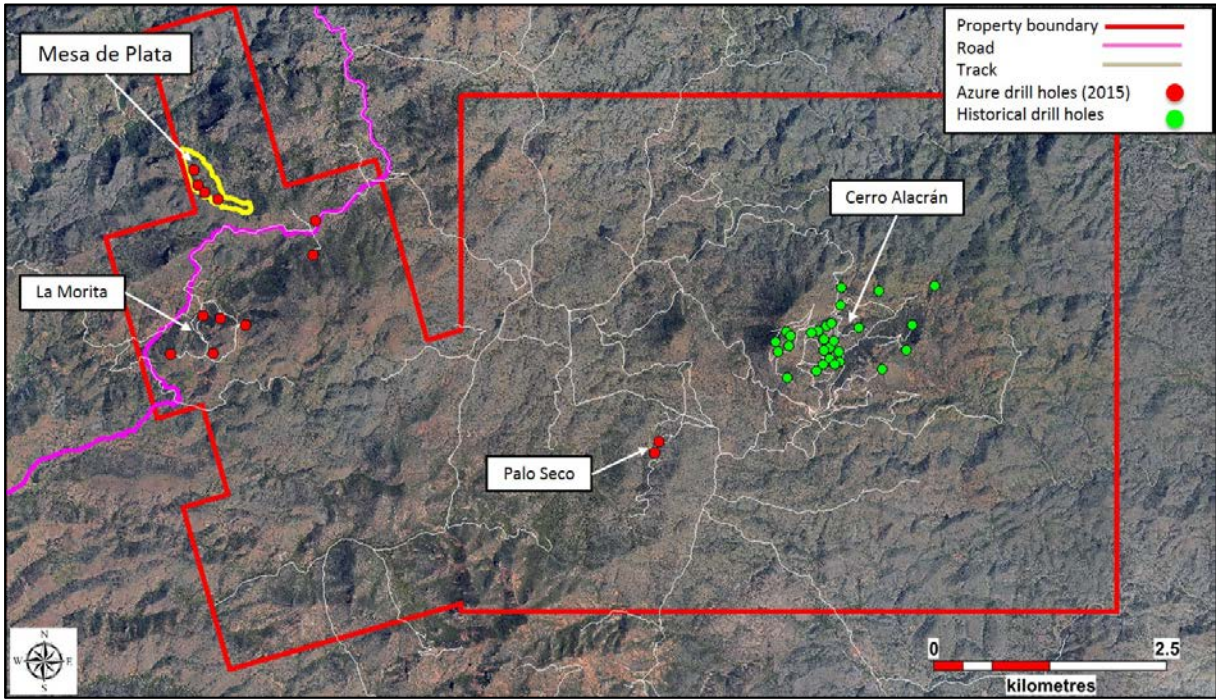 Property boundary
Road
Track
Azure drill holes (2015)
Historical drill holes
Mesa de Plata
Cerro Alacrán
La Morita
Palo Seco
N
W E
S
0 2.5
kilometres